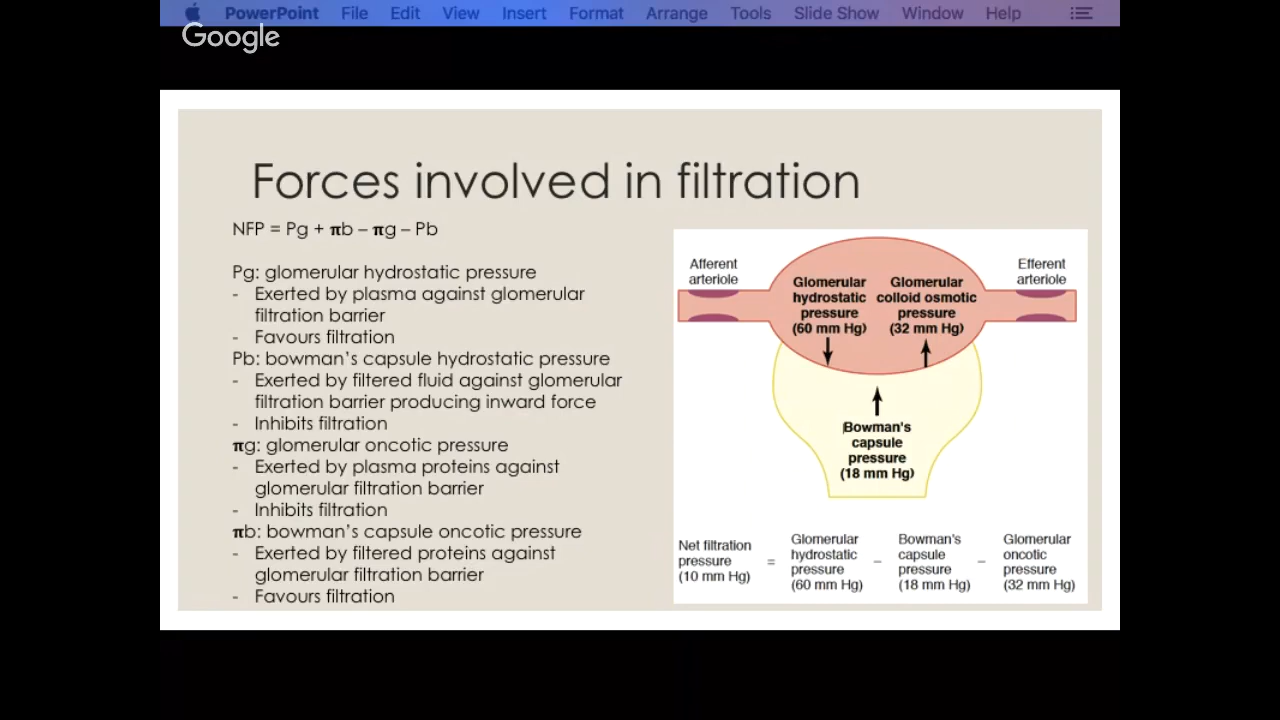 PowerPoint File Edit View Insert Format Arrange Tools Slide Show Window Help
Google
Forces involved in filtration
NFP = Pg + πb – πg – Pb
Pg: glomerular hydrostatic pressure
- Exerted by plasma against glomerular
filtration barrier
- Favours filtration
Pb: bowman's capsule hydrostatic pressure
- Exerted by filtered fluid against glomerular
filtration barrier producing inward force
- Inhibits filtration
πg: glomerular oncotic pressure
- Exerted by plasma proteins against
glomerular filtration barrier
- Inhibits filtration
πb: bowman's capsule oncotic pressure
- Exerted by filtered proteins against
glomerular filtration barrier
- Favours filtration
Afferent
arteriole
Glomerular
hydrostatic
pressure
(60 mm Hg)
Glomerular
colloid osmotic
pressure
(32 mm Hg)
Efferent
arteriole
Bowman's
capsule
pressure
(18 mm Hg)
Net filtration
pressure
(10 mm Hg)
=
Glomerular
hydrostatic
pressure
(60 mm Hg)
–
Bowman's
capsule
pressure
(18 mm Hg)
–
Glomerular
oncotic
pressure
(32 mm Hg)